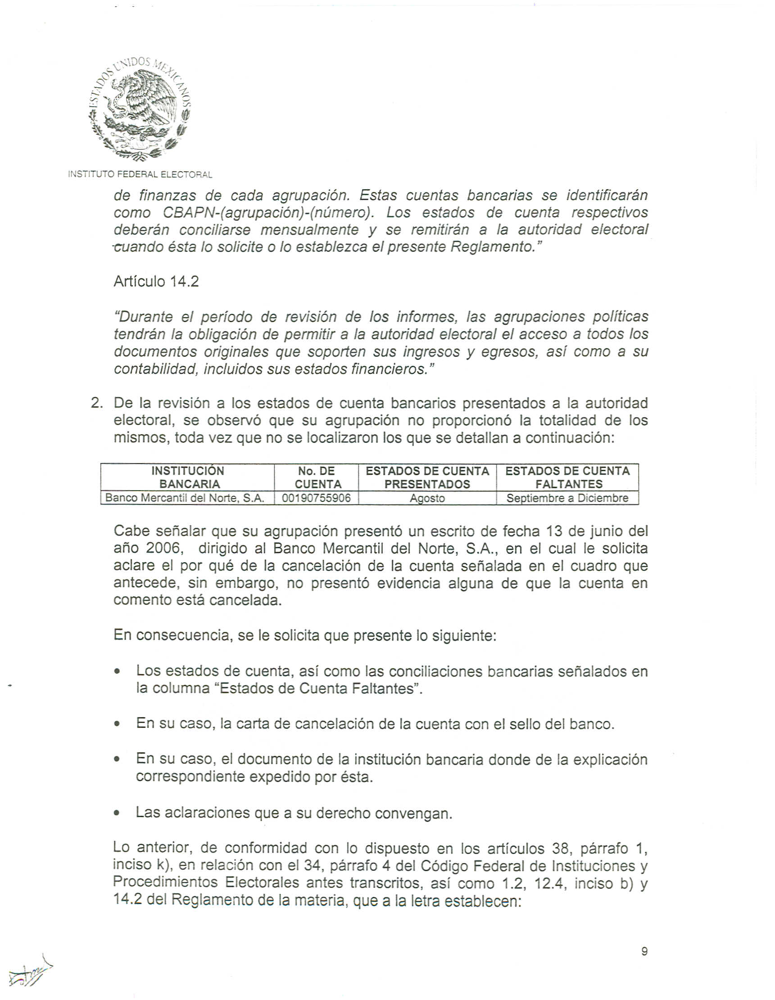 ESTADOS UNIDOS MEXICANOS
INSTITUTO FEDERAL ELECTORAL
de finanzas de cada agrupación. Estas cuentas bancarias se identificarán
como CBAPN-(agrupación)-(número). Los estados de cuenta respectivos
deberán conciliarse mensualmente y se remitirán a la autoridad electoral
cuando ésta lo solicite o lo establezca el presente Reglamento.”
Artículo 14.2
“Durante el período de revisión de los informes, las agrupaciones políticas
tendrán la obligación de permitir a la autoridad electoral el acceso a todos los
documentos originales que soporten sus ingresos y egresos, así como a su
contabilidad, incluidos sus estados financieros.”
2. De la revisión a los estados de cuenta bancarios presentados a la autoridad
electoral, se observó que su agrupación no proporcionó la totalidad de los
mismos, toda vez que no se localizaron los que se detallan a continuación:
INSTITUCIÓN BANCARIA No. DE CUENTA ESTADOS DE CUENTA PRESENTADOS ESTADOS DE CUENTA FALTANTES
Banco Mercantil del Norte, S.A. 00190755906 Agosto Septiembre a Diciembre
Cabe señalar que su agrupación presentó un escrito de fecha 13 de junio del
año 2006, dirigido al Banco Mercantil del Norte, S.A., en el cual le solicita
aclare el por qué de la cancelación de la cuenta señalada en el cuadro que
antecede, sin embargo, no presentó evidencia alguna de que la cuenta en
comento está cancelada.
En consecuencia, se le solicita que presente lo siguiente:
• Los estados de cuenta, así como las conciliaciones bancarias señalados en
la columna “Estados de Cuenta Faltantes”.
• En su caso, la carta de cancelación de la cuenta con el sello del banco.
• En su caso, el documento de la institución bancaria donde de la explicación
correspondiente expedido por ésta.
• Las aclaraciones que a su derecho convengan.
Lo anterior, de conformidad con lo dispuesto en los artículos 38, párrafo 1,
inciso k), en relación con el 34, párrafo 4 del Código Federal de Instituciones y
Procedimientos Electorales antes transcritos, así como 1.2, 12.4, inciso b) y
14.2 del Reglamento de la materia, que a la letra establecen:
9